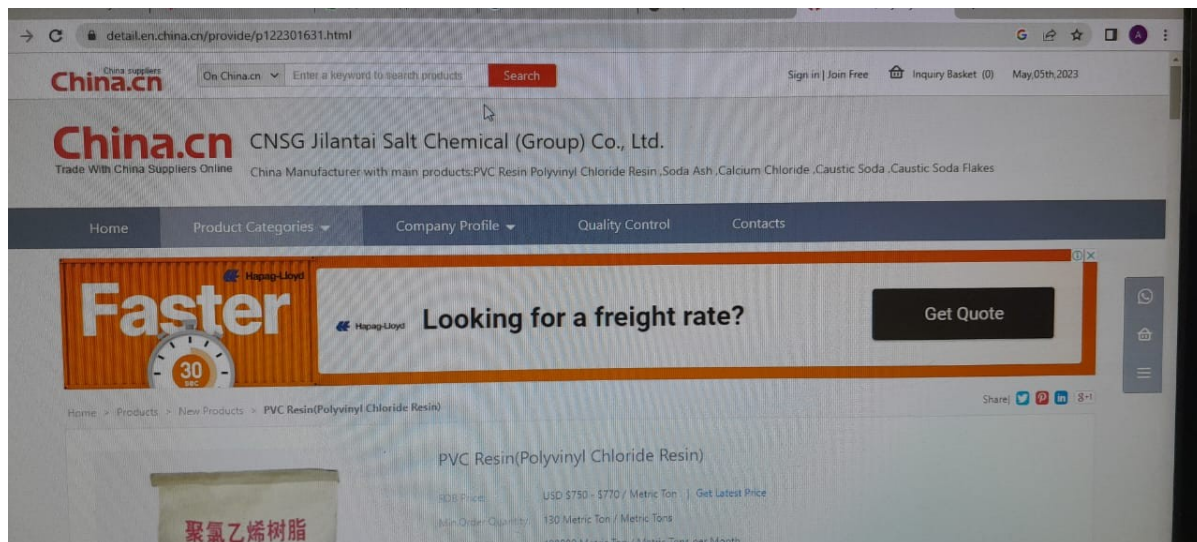 detail.en.china.cn/provide/p122301631.html
China suppliers
China.cn
On China.cn
Enter a keyword to search products
Search
Sign in | Join Free
Inquiry Basket (0)
May,05th,2023
China.cn
Trade With China Suppliers Online
CNSG Jilantai Salt Chemical (Group) Co., Ltd.
China Manufacturer with main products:PVC Resin Polyvinyl Chloride Resin ,Soda Ash ,Calcium Chloride ,Caustic Soda ,Caustic Soda Flakes
Home
Product Categories
Company Profile
Quality Control
Contacts
Hapag-Lloyd
Faster
30
SEC
Hapag-Lloyd
Looking for a freight rate?
Get Quote
Home > Products > New Products > PVC Resin(Polyvinyl Chloride Resin)
Share|
PVC Resin(Polyvinyl Chloride Resin)
FOB Price:
USD $750 - $770 / Metric Ton | Get Latest Price
Min.Order Quantity:
130 Metric Ton / Metric Tons
聚氯乙烯树脂